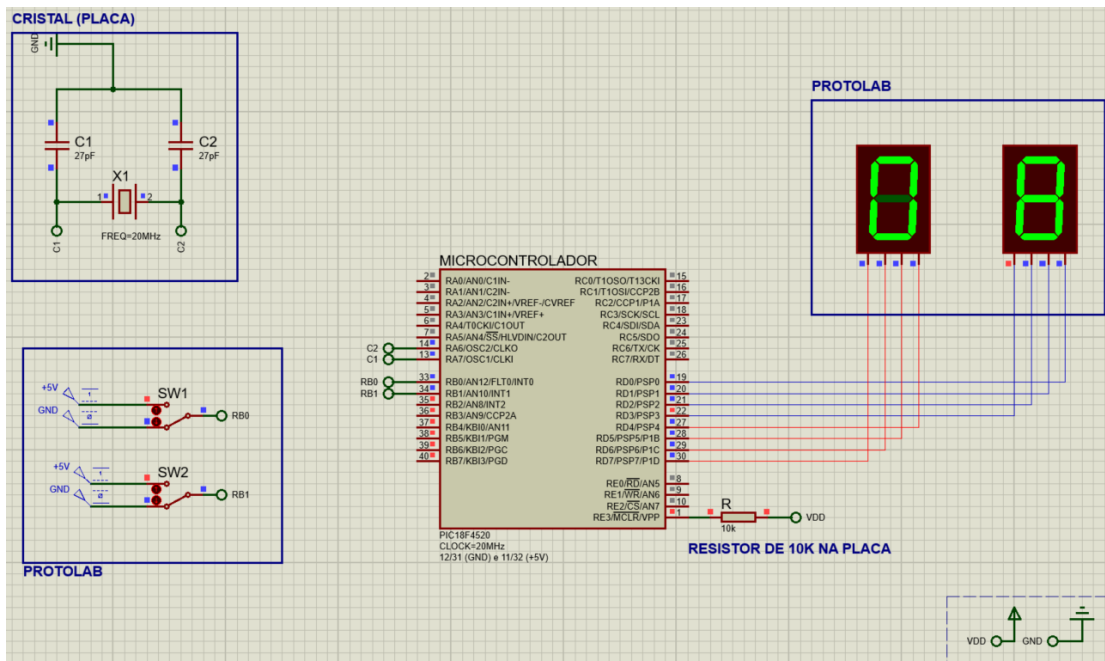 CRISTAL (PLACA)
GND
C1
27pF
C2
27pF
X1
1
2
FREQ=20MHz
C1
C2
PROTOLAB
MICROCONTROLADOR
2 RA0/AN0/C1IN-
3 RA1/AN1/C2IN-
4 RA2/AN2/C2IN+/VREF-/CVREF
5 RA3/AN3/C1IN+/VREF+
6 RA4/T0CKI/C1OUT
7 RA5/AN4/SS/HLVDIN/C2OUT
C2 14 RA6/OSC2/CLKO
C1 13 RA7/OSC1/CLKI
RB0 33 RB0/AN12/FLT0/INT0
RB1 34 RB1/AN10/INT1
35 RB2/AN8/INT2
36 RB3/AN9/CCP2A
37 RB4/KBI0/AN11
38 RB5/KBI1/PGM
39 RB6/KBI2/PGC
40 RB7/KBI3/PGD
RC0/T1OSO/T13CKI 15
RC1/T1OSI/CCP2B 16
RC2/CCP1/P1A 17
RC3/SCK/SCL 18
RC4/SDI/SDA 23
RC5/SDO 24
RC6/TX/CK 25
RC7/RX/DT 26
RD0/PSP0 19
RD1/PSP1 20
RD2/PSP2 21
RD3/PSP3 22
RD4/PSP4 27
RD5/PSP5/P1B 28
RD6/PSP6/P1C 29
RD7/PSP7/P1D 30
RE0/RD/AN5 8
RE1/WR/AN6 9
RE2/CS/AN7 10
RE3/MCLR/VPP 1
PIC18F4520
CLOCK=20MHz
12/31 (GND) e 11/32 (+5V)
+5V
GND
SW1
RB0
+5V
GND
SW2
RB1
PROTOLAB
R
10k
VDD
RESISTOR DE 10K NA PLACA
VDD
GND
0 8